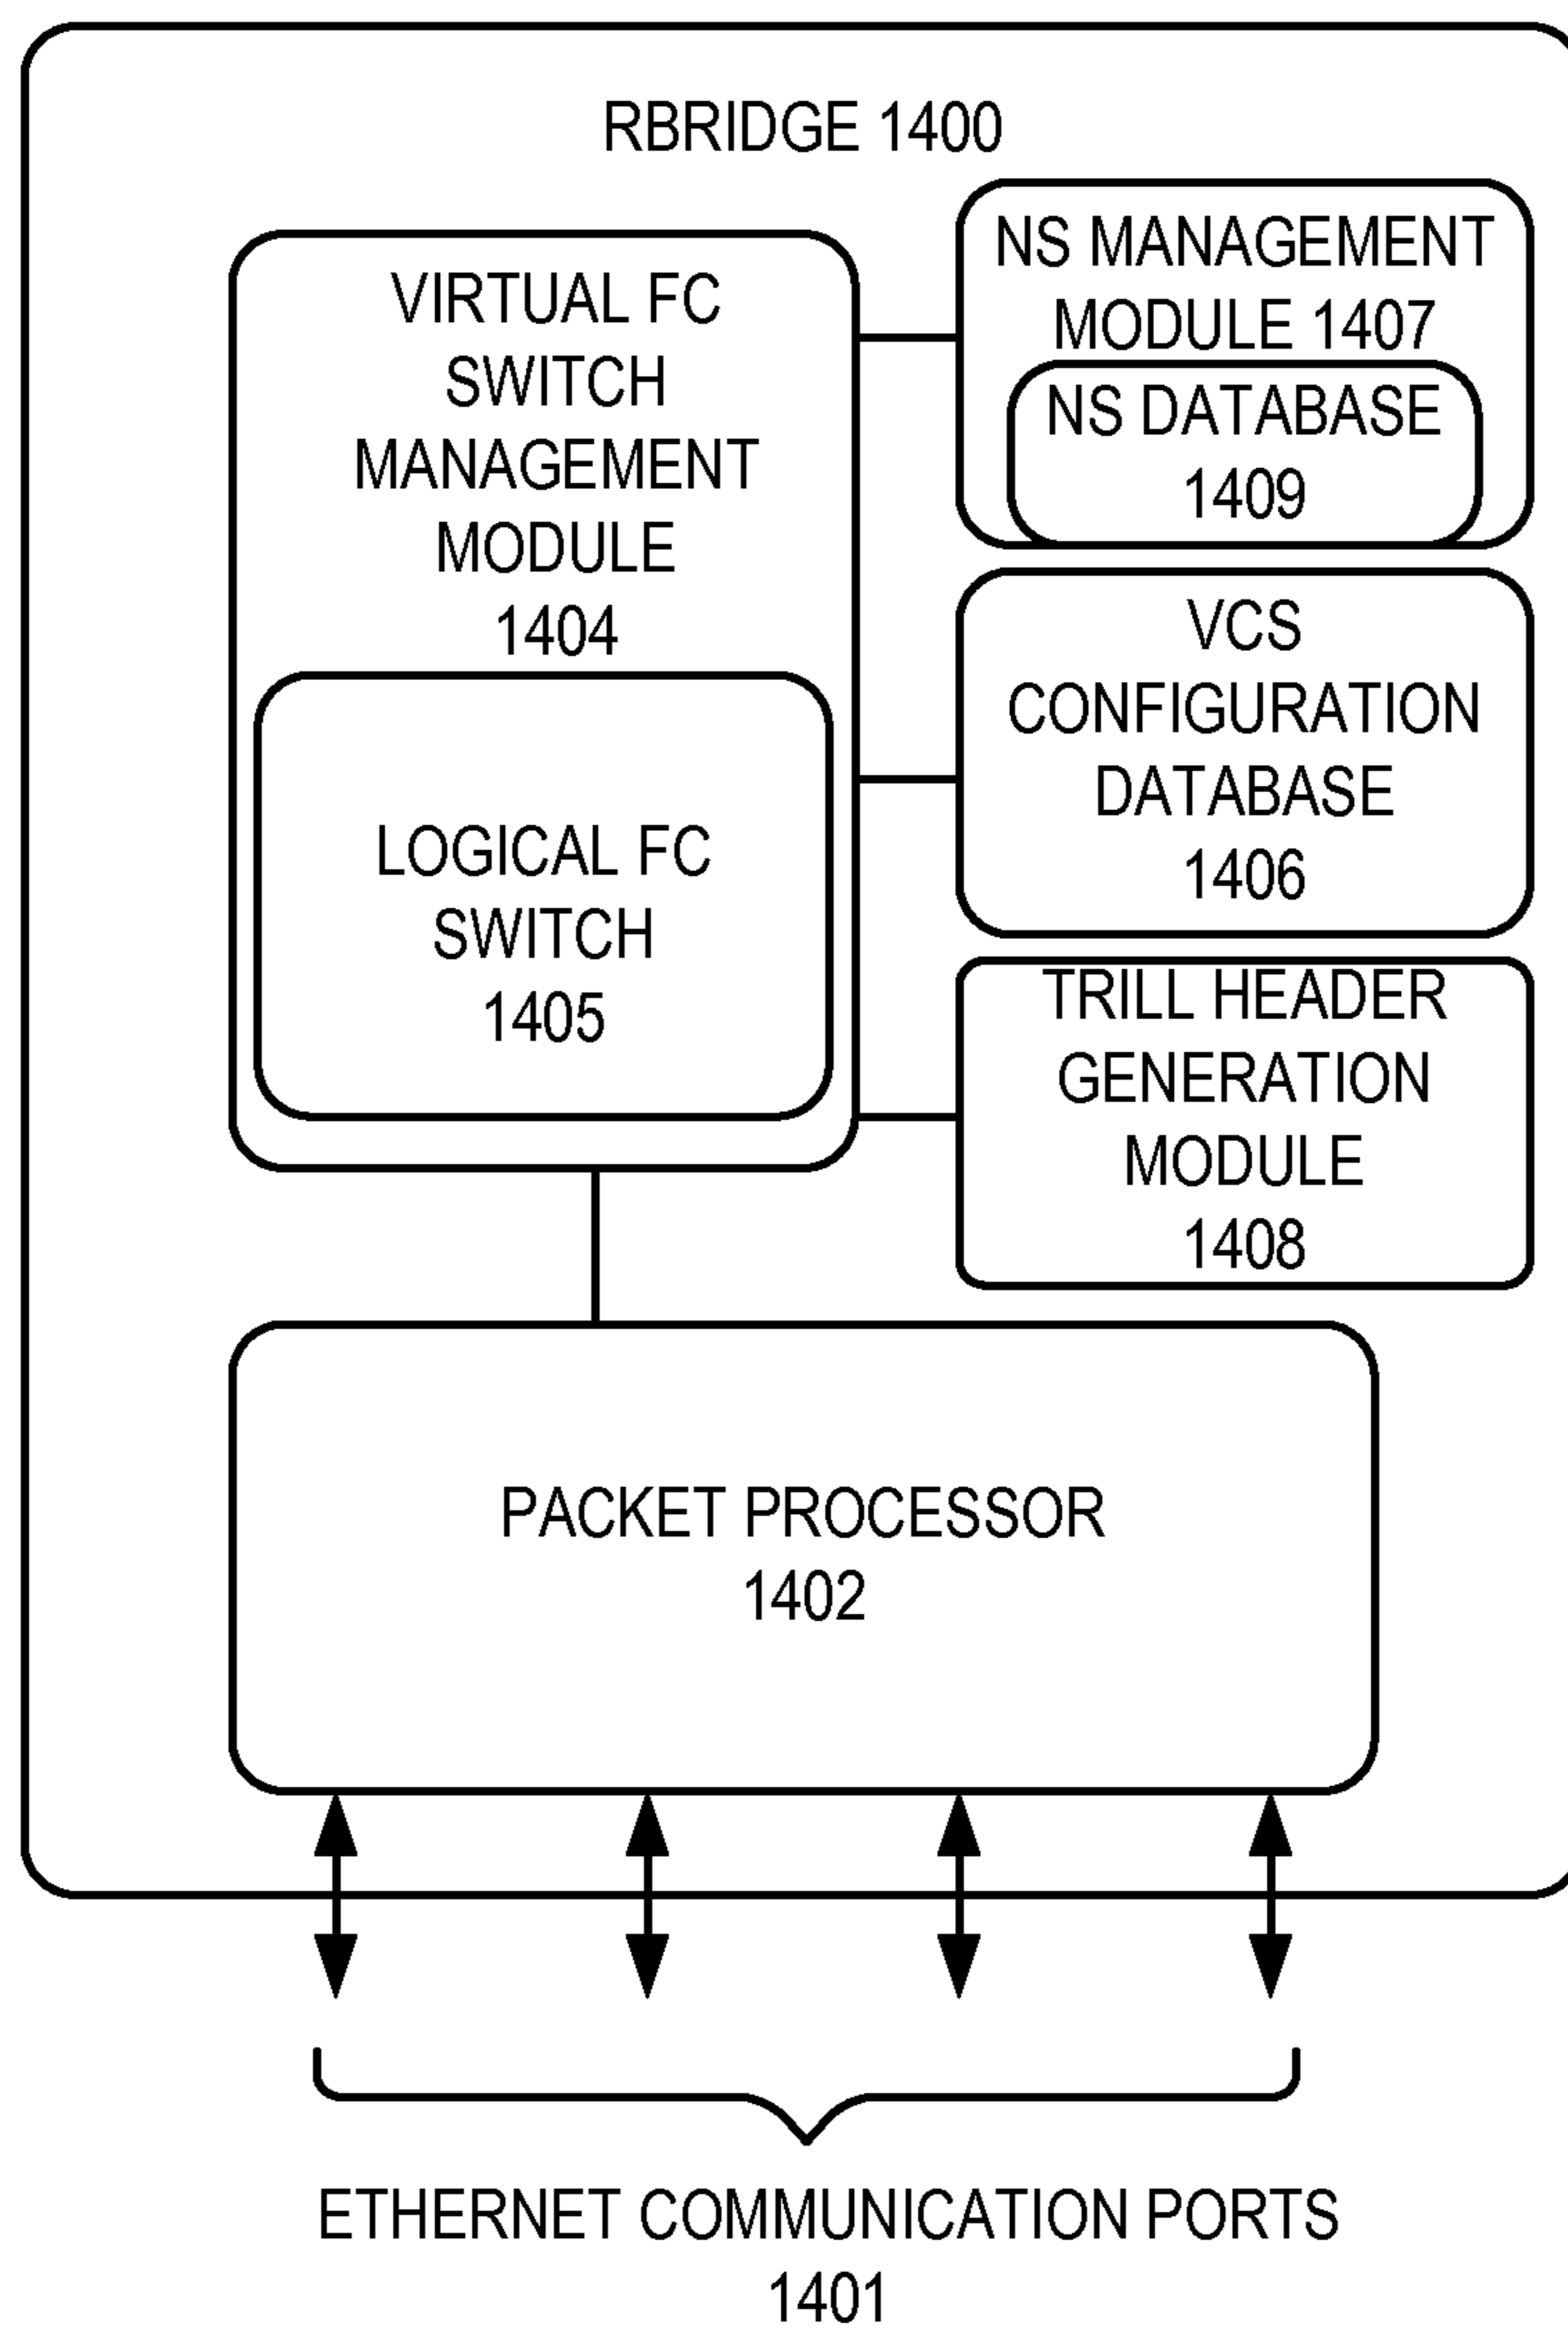 RBRIDGE 1400
VIRTUAL FC
SWITCH
MANAGEMENT
MODULE
1404
LOGICAL FC
SWITCH
1405
NS MANAGEMENT
MODULE 1407
NS DATABASE
1409
VCS
CONFIGURATION
DATABASE
1406
TRILL HEADER
GENERATION
MODULE
1408
PACKET PROCESSOR
1402
ETHERNET COMMUNICATION PORTS
1401